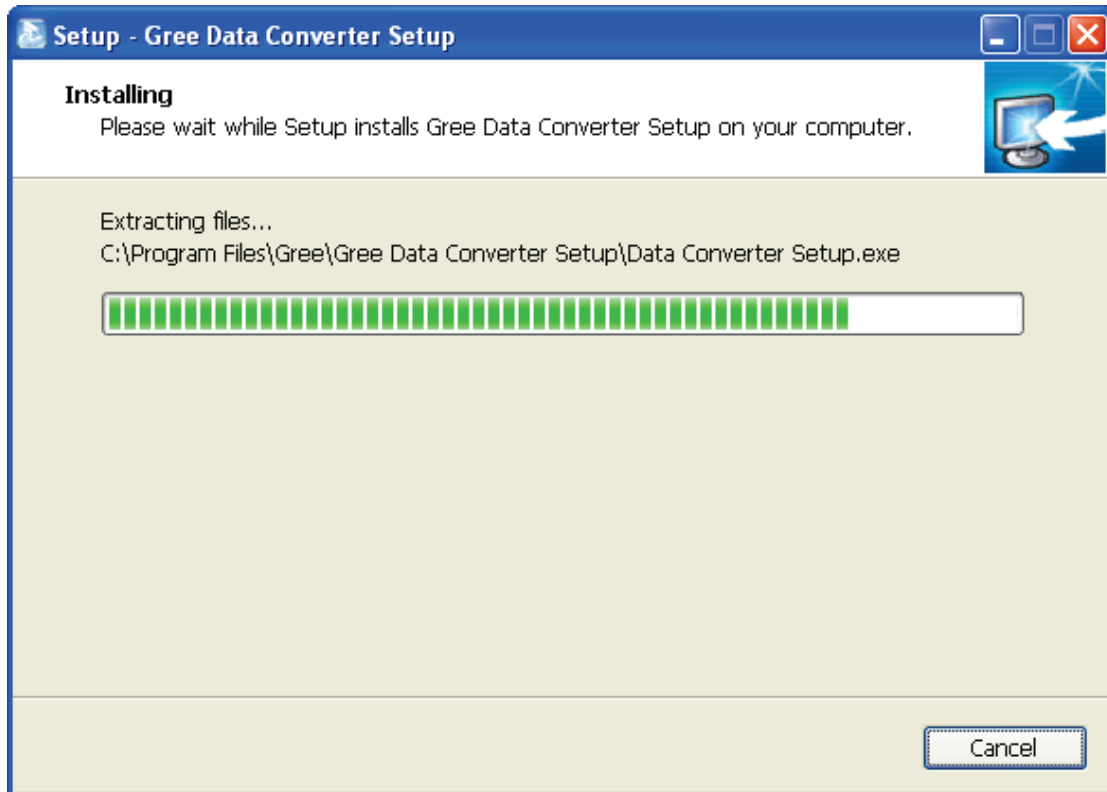 Setup - Gree Data Converter Setup
Installing
Please wait while Setup installs Gree Data Converter Setup on your computer.
Extracting files...
C:\Program Files\Gree\Gree Data Converter Setup\Data Converter Setup.exe
Cancel